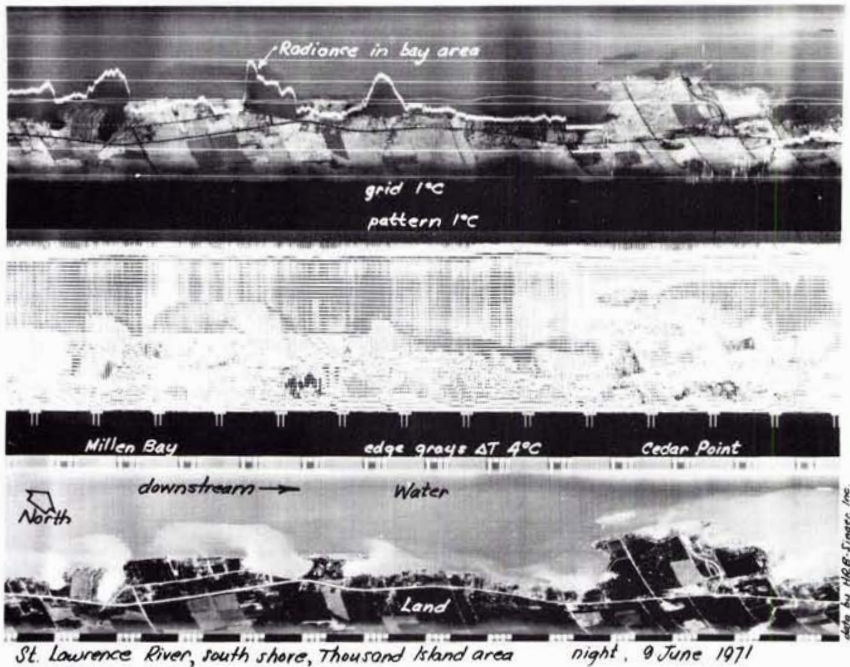 Radiance in bay area
grid 1°C
pattern 1°C
Millen Bay edge grays ΔT 4°C Cedar Point
downstream → Water
North
Land
data by HRB-Singer Inc.
St. Lawrence River, south shore, Thousand Island area night, 9 June 1971